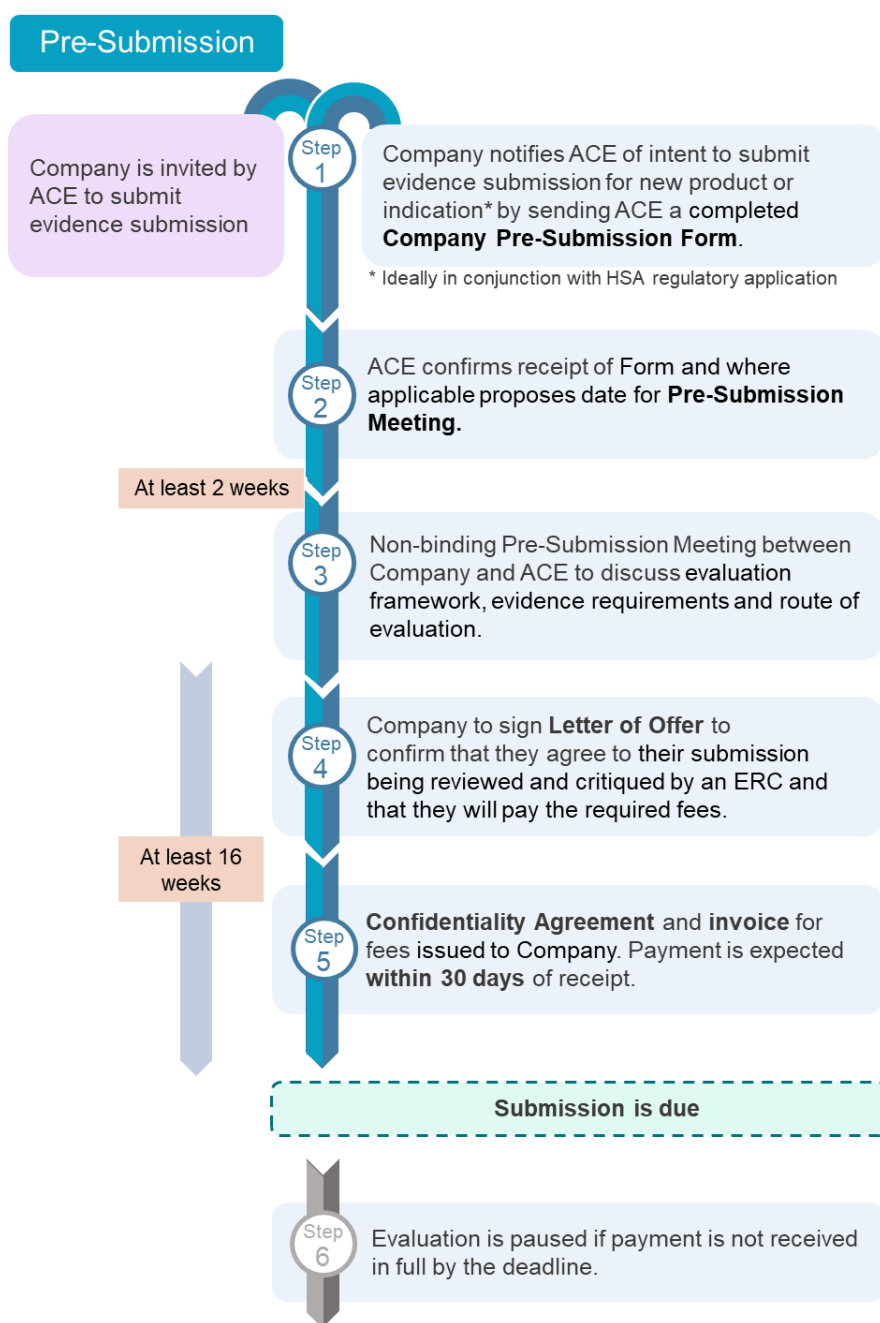 Pre-Submission
Company is invited by
ACE to submit
evidence submission
Step
1
Company notifies ACE of intent to submit
evidence submission for new product or
indication* by sending ACE a completed
Company Pre-Submission Form.
* Ideally in conjunction with HSA regulatory application
Step
2
ACE confirms receipt of Form and where
applicable proposes date for Pre-Submission
Meeting.
At least 2 weeks
Step
3
Non-binding Pre-Submission Meeting between
Company and ACE to discuss evaluation
framework, evidence requirements and route of
evaluation.
Step
4
Company to sign Letter of Offer to
confirm that they agree to their submission
being reviewed and critiqued by an ERC and
that they will pay the required fees.
At least 16
weeks
Step
5
Confidentiality Agreement and invoice for
fees issued to Company. Payment is expected
within 30 days of receipt.
Submission is due
Step
6
Evaluation is paused if payment is not received
in full by the deadline.